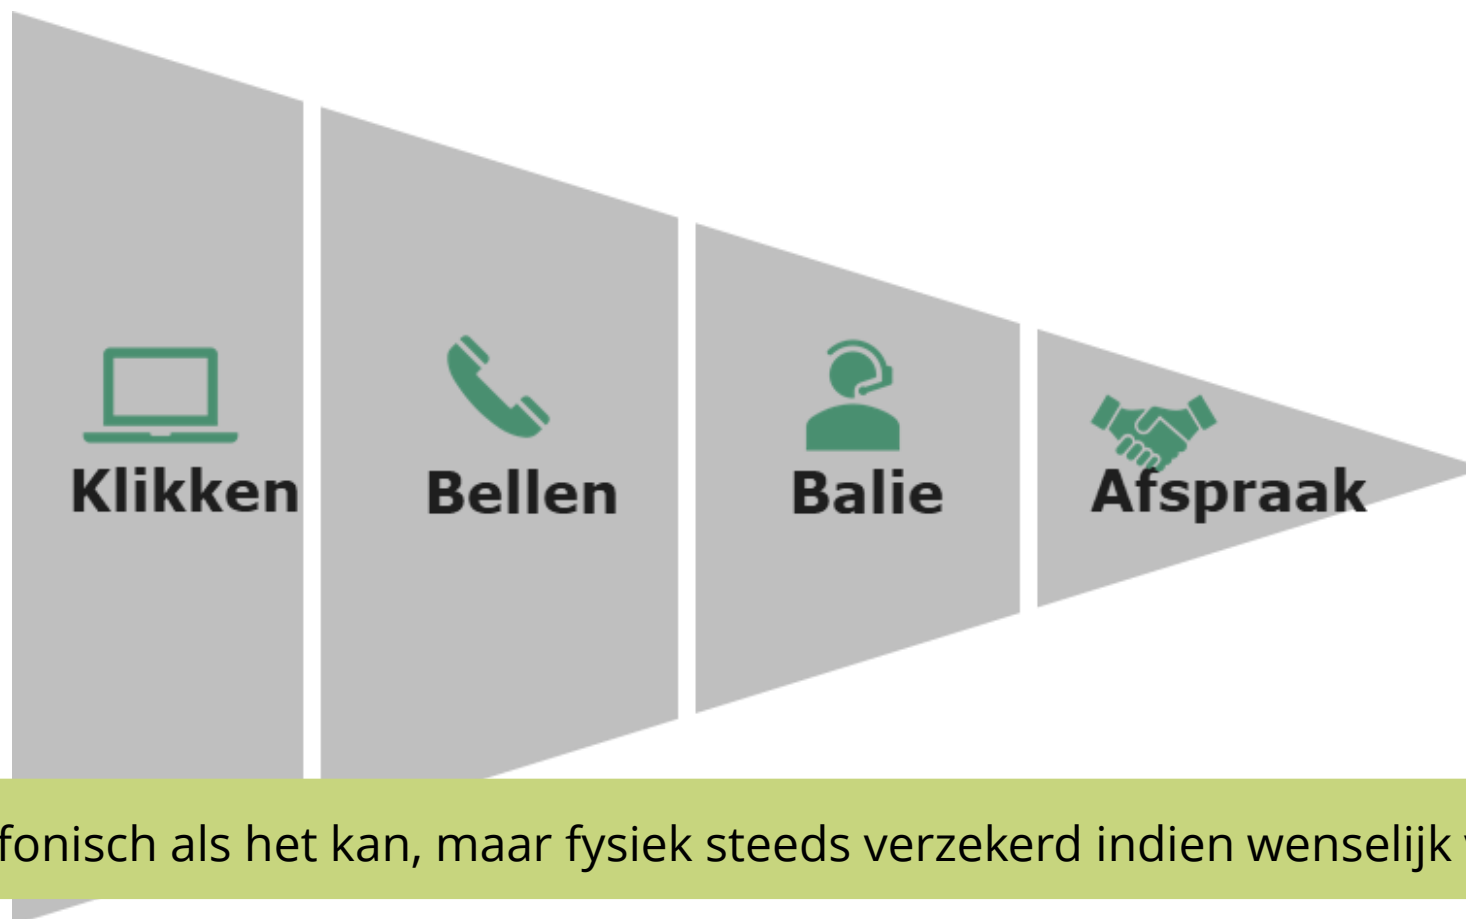 Klikken
Bellen
Balie
Afspraak
fonisch als het kan, maar fysiek steeds verzekerd indien wenselijk